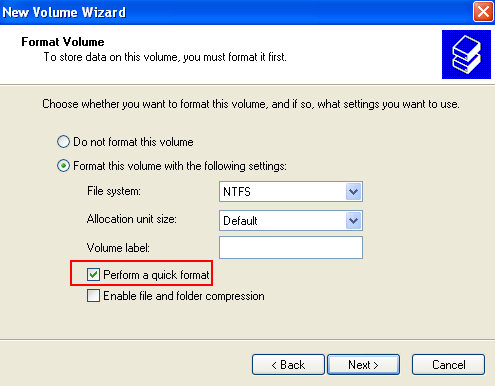 New Volume Wizard
Format Volume
To store data on this volume, you must format it first.
Choose whether you want to format this volume, and if so, what settings you want to use.
Do not format this volume
Format this volume with the following settings:
File system:
NTFS
Allocation unit size:
Default
Volume label:
Perform a quick format
Enable file and folder compression
< Back
Next >
Cancel